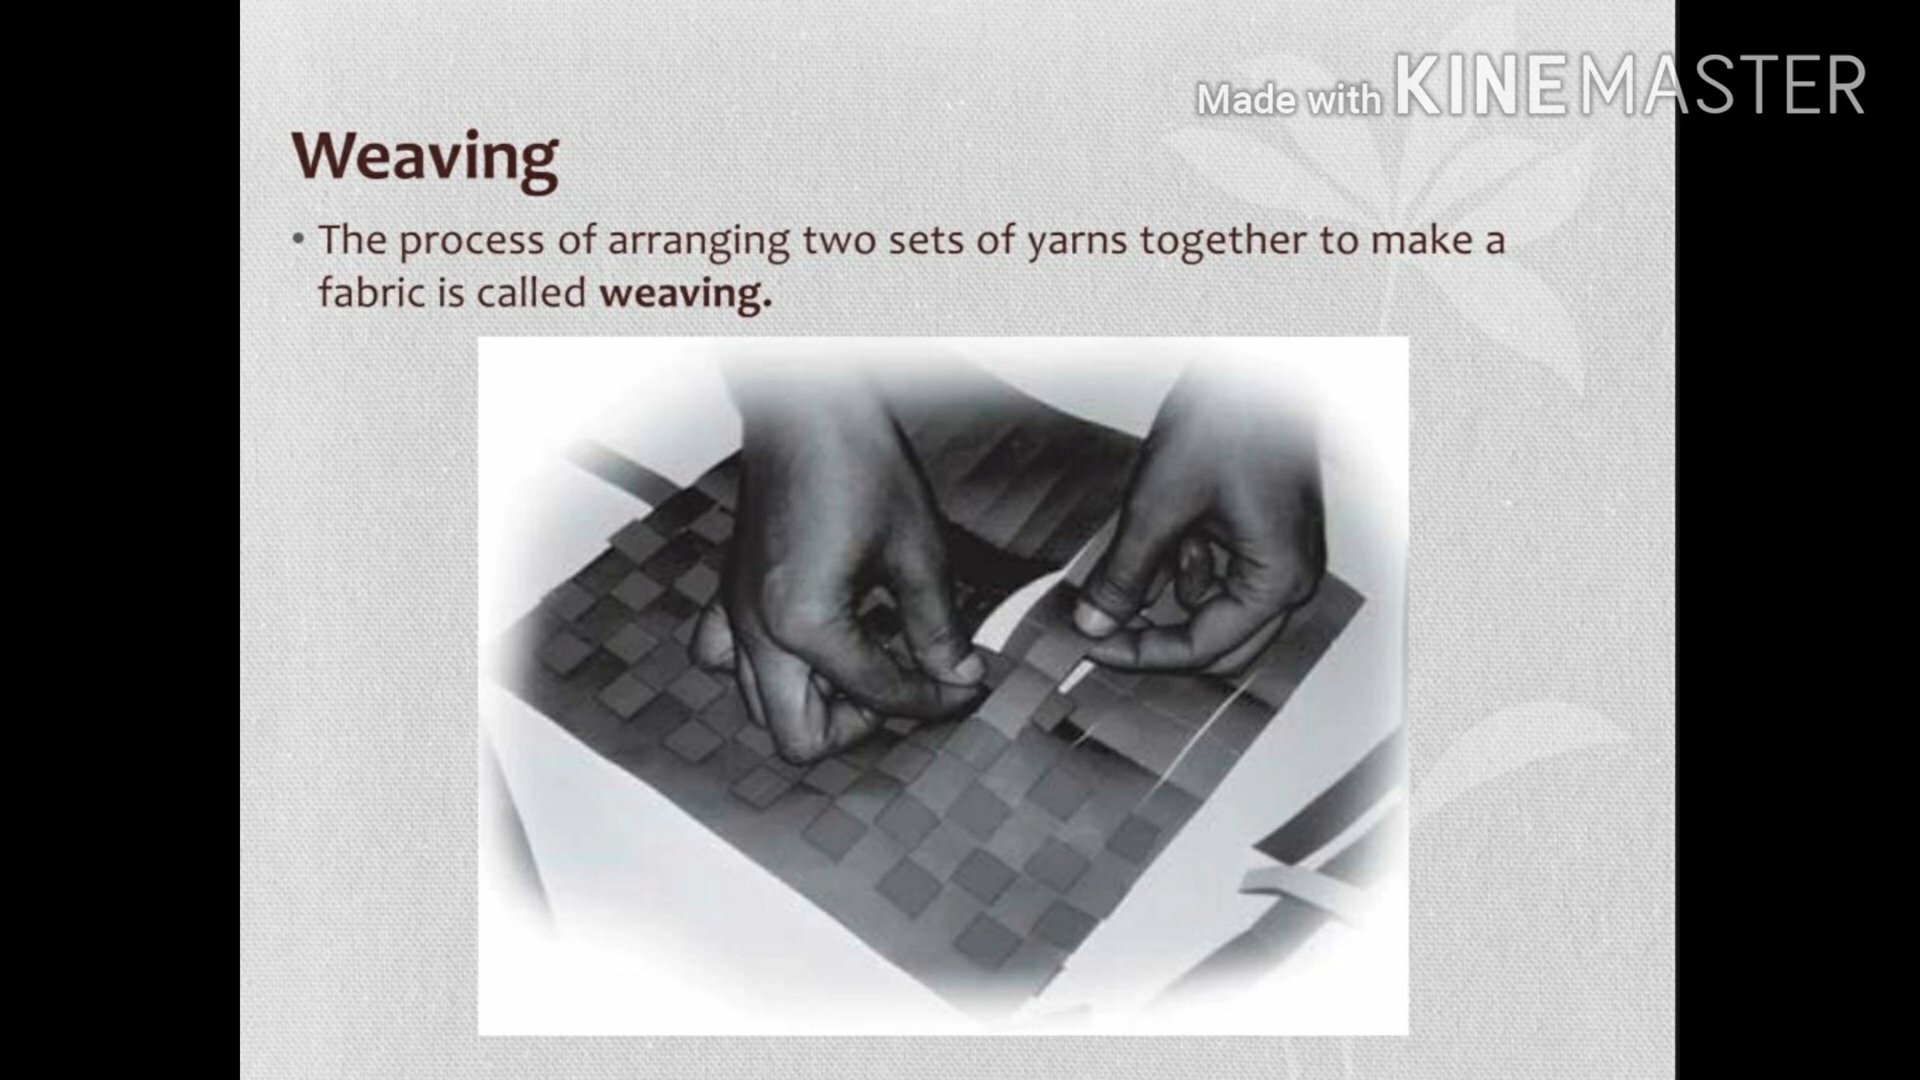 Made with KINEMASTER
Weaving
• The process of arranging two sets of yarns together to make a
fabric is called weaving.